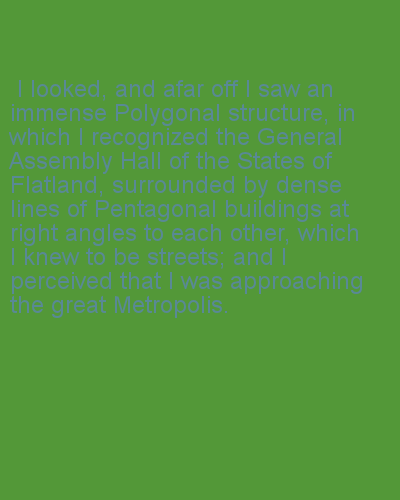 I looked, and afar off I saw an
immense Polygonal structure, in
which I recognized the General
Assembly Hall of the States of
Flatland, surrounded by dense
lines of Pentagonal buildings at
right angles to each other, which
I knew to be streets; and I
perceived that I was approaching
the great Metropolis.